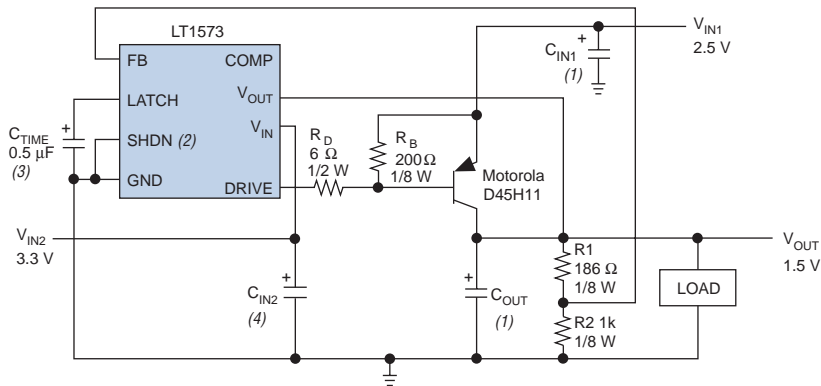 LT1573
FB
COMP
LATCH
VOUT
SHDN (2)
VIN
GND
DRIVE
CTIME
0.5 µF
(3)
RD
6 Ω
1/2 W
RB
200Ω
1/8 W
CIN1
(1)
VIN1
2.5 V
Motorola
D45H11
VIN2
3.3 V
CIN2
(4)
COUT
(1)
R1
186 Ω
1/8 W
R2 1k
1/8 W
LOAD
VOUT
1.5 V